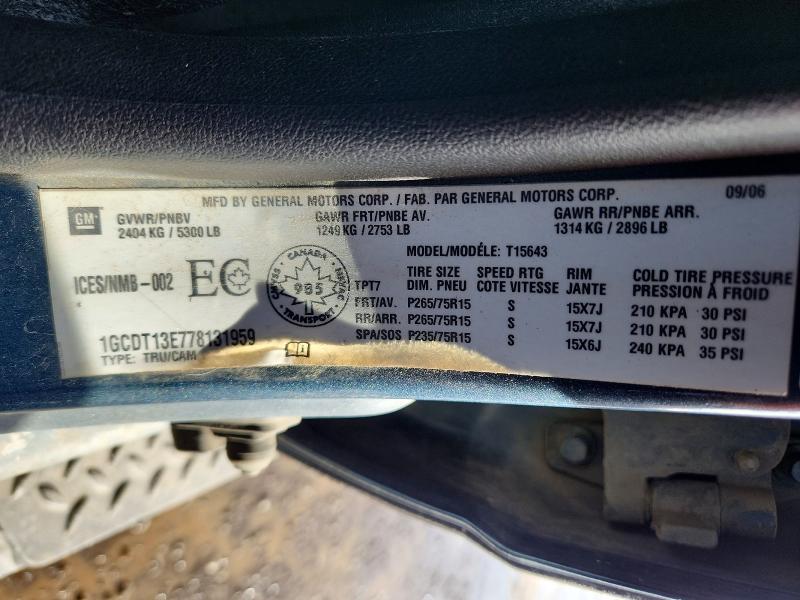 MFD BY GENERAL MOTORS CORP. / FAB. PAR GENERAL MOTORS CORP. 09/06
GM GVWR/PNBV GAWR FRT/PNBE AV. GAWR RR/PNBE ARR.
2404 KG / 5300 LB 1249 KG / 2753 LB 1314 KG / 2896 LB
MODEL/MODÉLE: T15643
ICES/NMB-002 EC CANADA 985 TRANSPORT
TPT7 TIRE SIZE SPEED RTG RIM COLD TIRE PRESSURE
DIM. PNEU COTE VITESSE JANTE PRESSION À FROID
FRT/AV. P265/75R15 S 15X7J 210 KPA 30 PSI
RR/ARR. P265/75R15 S 15X7J 210 KPA 30 PSI
SPA/SOS P235/75R15 S 15X6J 240 KPA 35 PSI
1GCDT13E778131959
TYPE: TRU/CAM